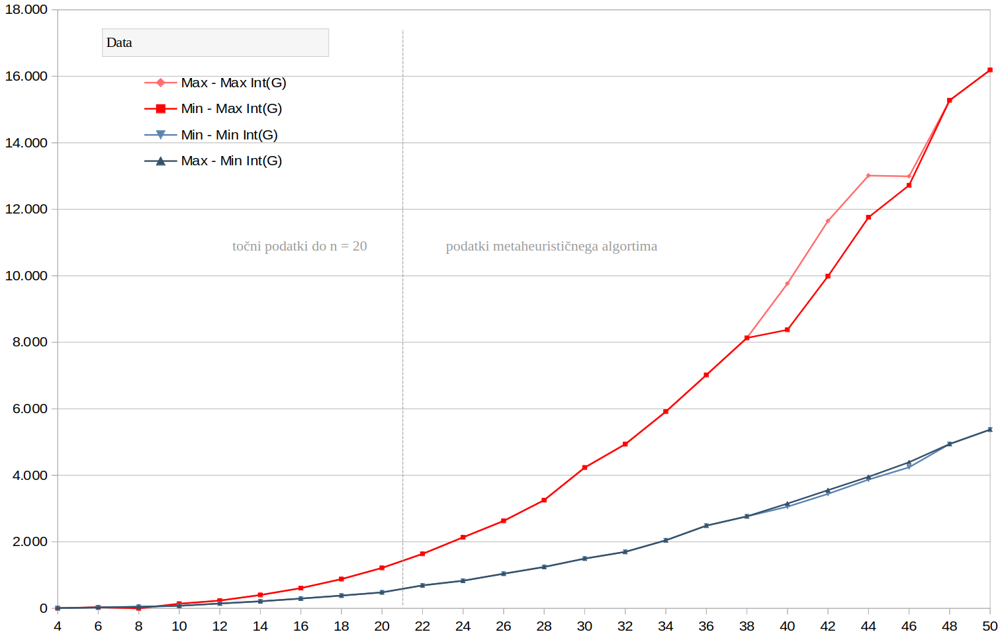 18.000
16.000
14.000
12.000
10.000
8.000
6.000
4.000
2.000
0
Data
Max - Max Int(G)
Min - Max Int(G)
Min - Min Int(G)
Max - Min Int(G)
točni podatki do n = 20
podatki metaheurističnega algortima
4 6 8 10 12 14 16 18 20 22 24 26 28 30 32 34 36 38 40 42 44 46 48 50